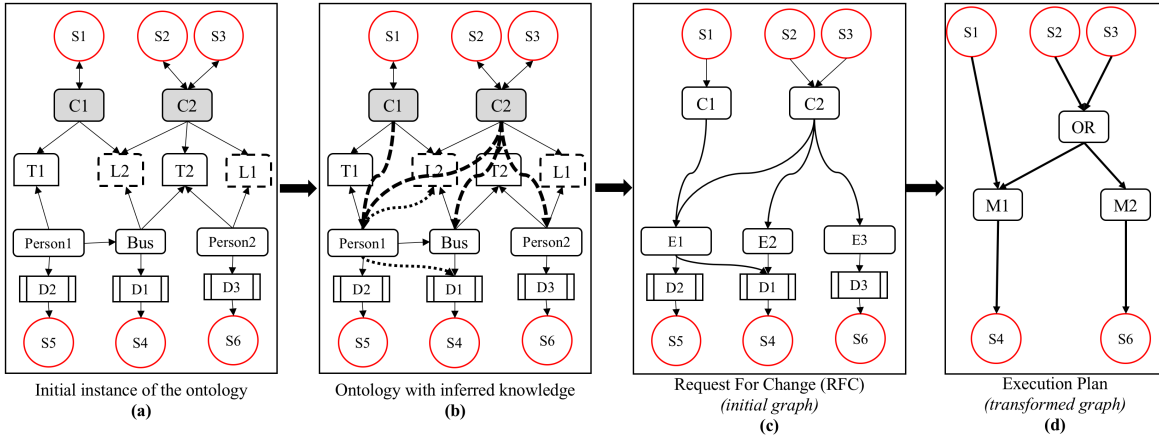 S1 S2 S3
C1 C2
T1 L2 T2 L1
Person1 Bus Person2
D2 D1 D3
S5 S4 S6
Initial instance of the ontology
(a)
S1 S2 S3
C1 C2
T1 L2 T2 L1
Person1 Bus Person2
D2 D1 D3
S5 S4 S6
Ontology with inferred knowledge
(b)
S1 S2 S3
C1 C2
E1 E2 E3
D2 D1 D3
S5 S4 S6
Request For Change (RFC)
(initial graph)
(c)
S1 S2 S3
OR
M1 M2
S4 S6
Execution Plan
(transformed graph)
(d)